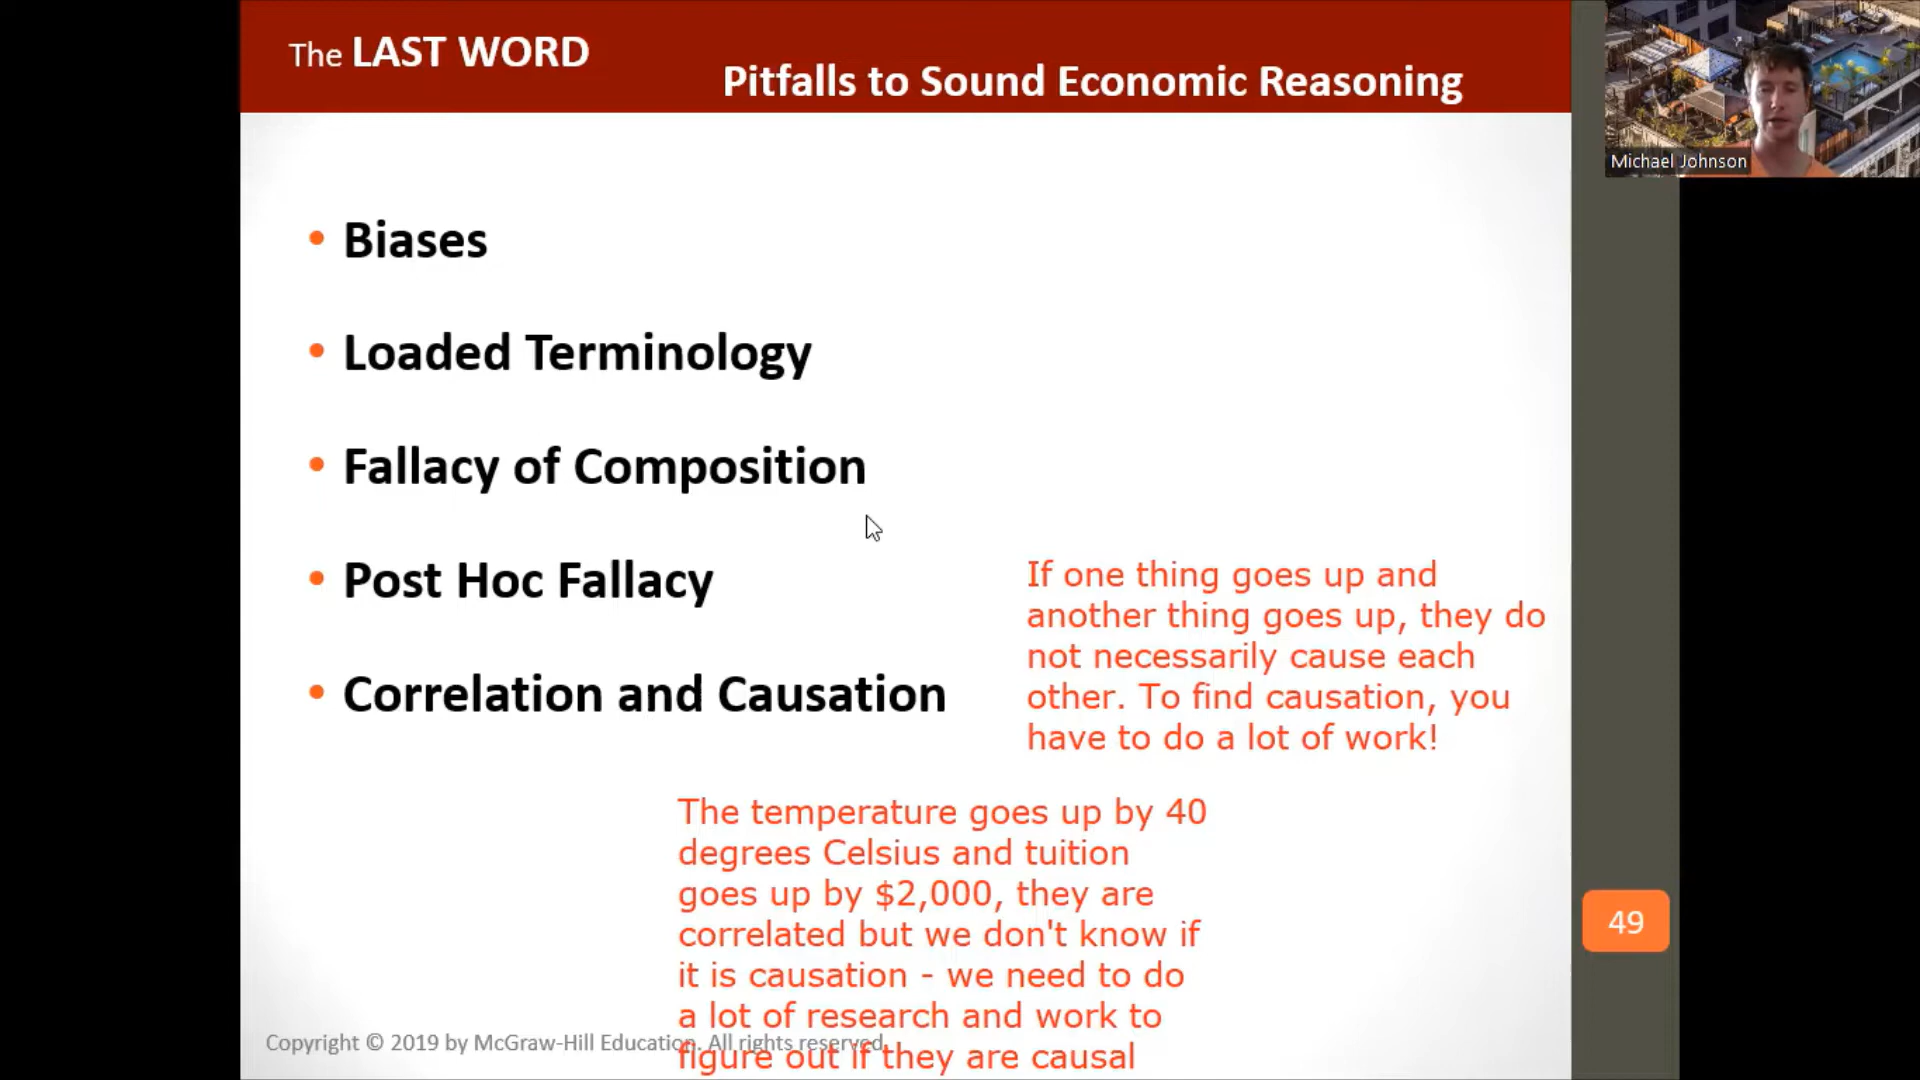 The LAST WORD
Pitfalls to Sound Economic Reasoning
Michael Johnson
• Biases
• Loaded Terminology
• Fallacy of Composition
• Post Hoc Fallacy
• Correlation and Causation
If one thing goes up and
another thing goes up, they do
not necessarily cause each
other. To find causation, you
have to do a lot of work!
The temperature goes up by 40
degrees Celsius and tuition
goes up by $2,000, they are
correlated but we don't know if
it is causation - we need to do
a lot of research and work to
figure out if they are causal
49
Copyright © 2019 by McGraw-Hill Education. All rights reserved.